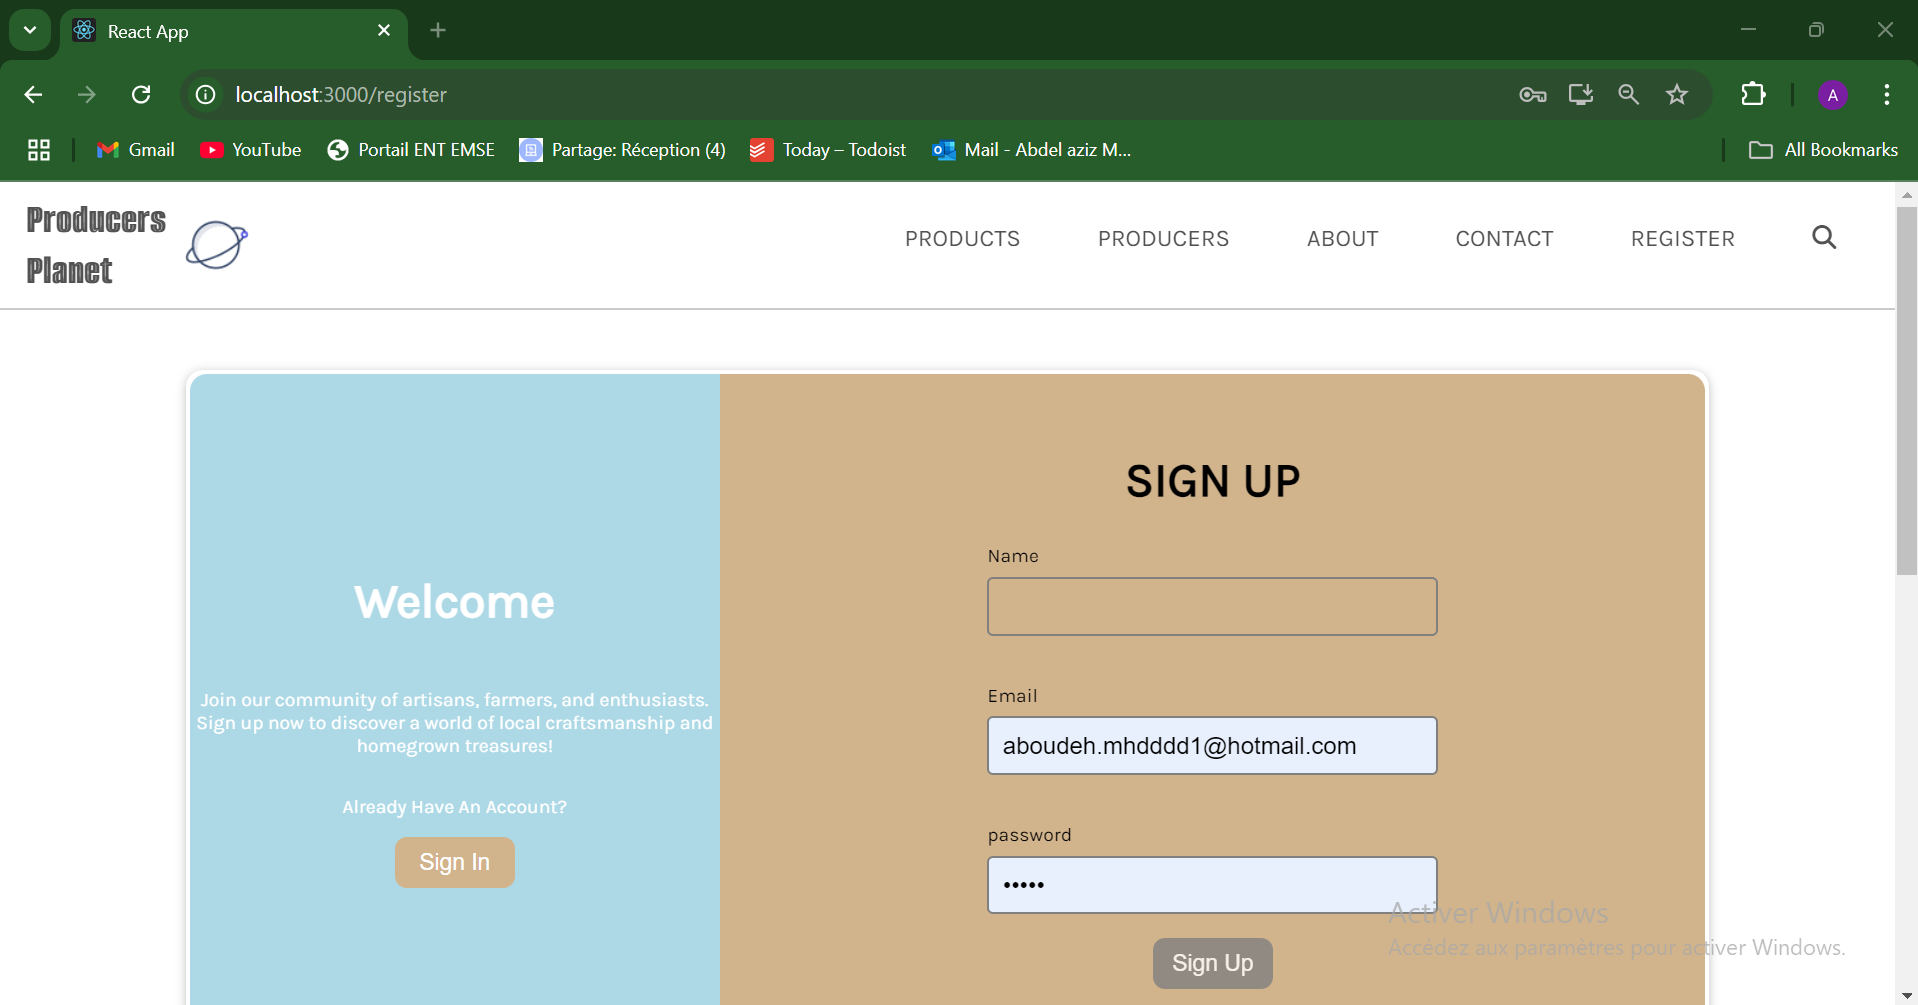 React App
localhost:3000/register
A
Gmail
YouTube
Portail ENT EMSE
Partage: Réception (4)
Today – Todoist
Mail - Abdel aziz M...
All Bookmarks
Producers
Planet
PRODUCTS
PRODUCERS
ABOUT
CONTACT
REGISTER
Welcome
Join our community of artisans, farmers, and enthusiasts.
Sign up now to discover a world of local craftsmanship and
homegrown treasures!
Already Have An Account?
Sign In
SIGN UP
Name
Email
aboudeh.mhdddd1@hotmail.com
password
•••••
Sign Up
Activer Windows
Accédez aux paramètres pour activer Windows.